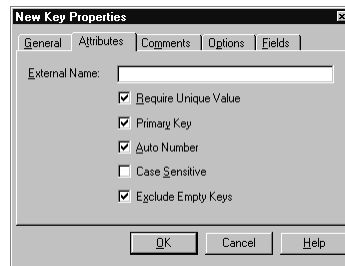 New Key Properties
General Attributes Comments Options Fields
External Name:
Require Unique Value
Primary Key
Auto Number
Case Sensitive
Exclude Empty Keys
OK Cancel Help